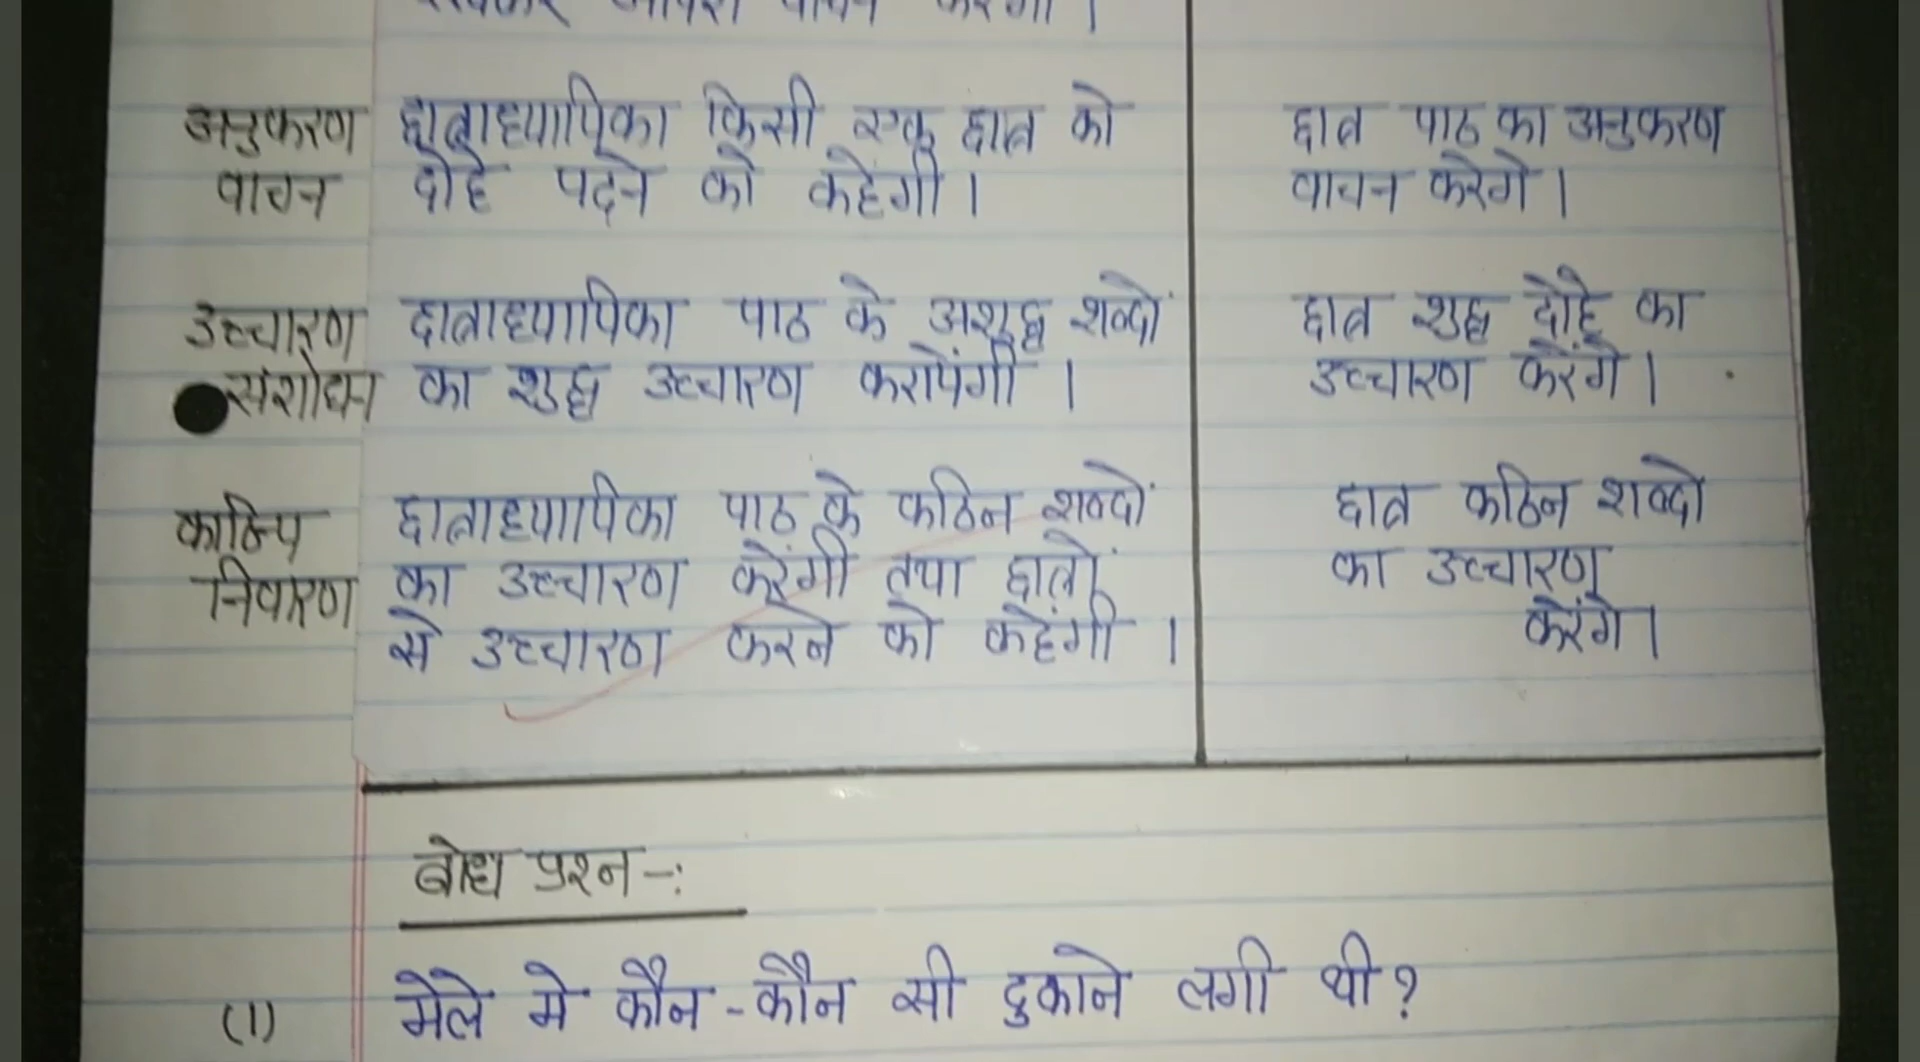 अनुकरण छात्राध्यापिका किसी एक छात्र को छात्र पाठ का अनुकरण
वाचन दोहे पढ़ने को कहेंगी। वाचन करेगे।
उच्चारण छात्राध्यापिका पाठ के अशुद्ध शब्दों छात्र शुद्ध दोहे का
संशोधन का शुद्ध उच्चारण करायेंगी। उच्चारण करेंगे।
काठिन्य छात्राध्यापिका पाठ के कठिन शब्दों छात्र कठिन शब्दो
निवारण का उच्चारण करेंगी तथा छात्रों का उच्चारण
से उच्चारण करने को कहेंगी। करेंगे।
बोध प्रश्न -:
(1) मेले मे कौन - कौन सी दुकाने लगी थी?